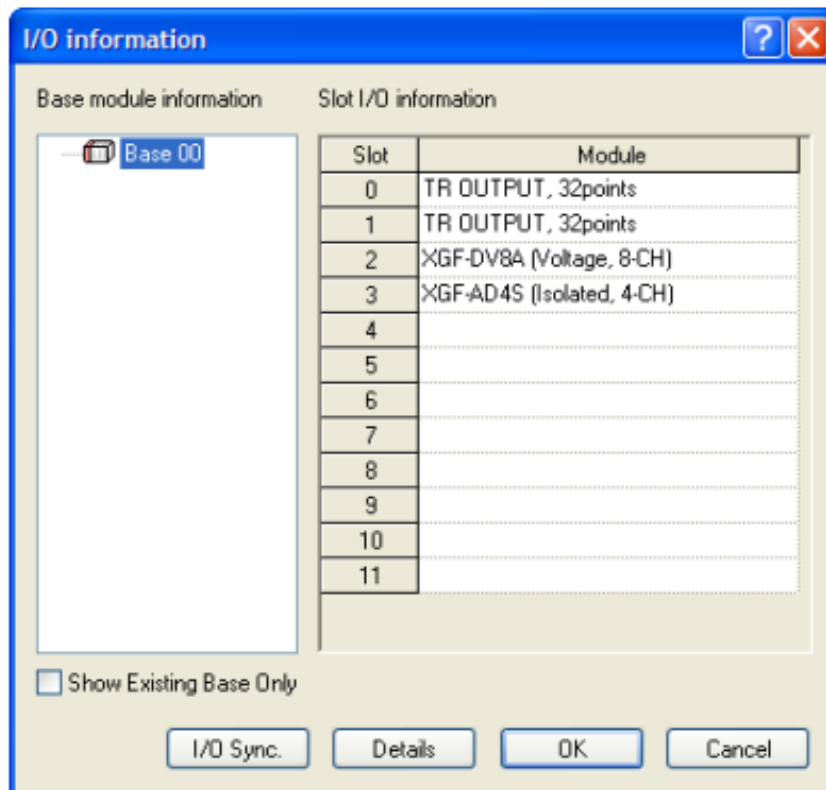 I/O information
Base module information
Slot I/O information
Base 00
Slot Module
0 TR OUTPUT, 32points
1 TR OUTPUT, 32points
2 XGF-DV8A (Voltage, 8-CH)
3 XGF-AD4S (Isolated, 4-CH)
4
5
6
7
8
9
10
11
Show Existing Base Only
I/O Sync. Details OK Cancel